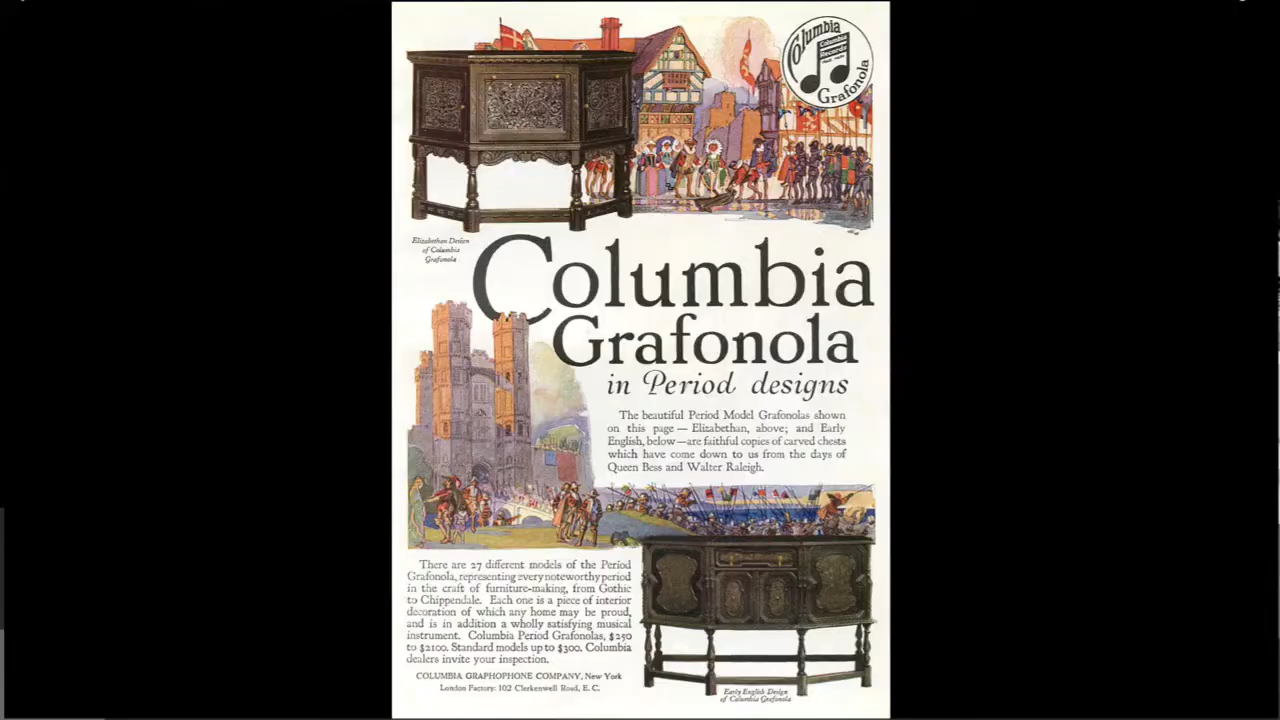 Columbia
Columbia
Records
Grafonola
Elizabethan Design
of Columbia
Grafonola
Columbia
Grafonola
in Period designs
The beautiful Period Model Grafonolas shown
on this page — Elizabethan, above; and Early
English, below — are faithful copies of carved chests
which have come down to us from the days of
Queen Bess and Walter Raleigh.
There are 27 different models of the Period
Grafonola, representing every noteworthy period
in the craft of furniture-making, from Gothic
to Chippendale. Each one is a piece of interior
decoration of which any home may be proud,
and is in addition a wholly satisfying musical
instrument. Columbia Period Grafonolas, $250
to $2100. Standard models up to $300. Columbia
dealers invite your inspection.
COLUMBIA GRAPHOPHONE COMPANY, New York
London Factory: 102 Clerkenwell Road, E. C.
Early English Design
of Columbia Grafonola